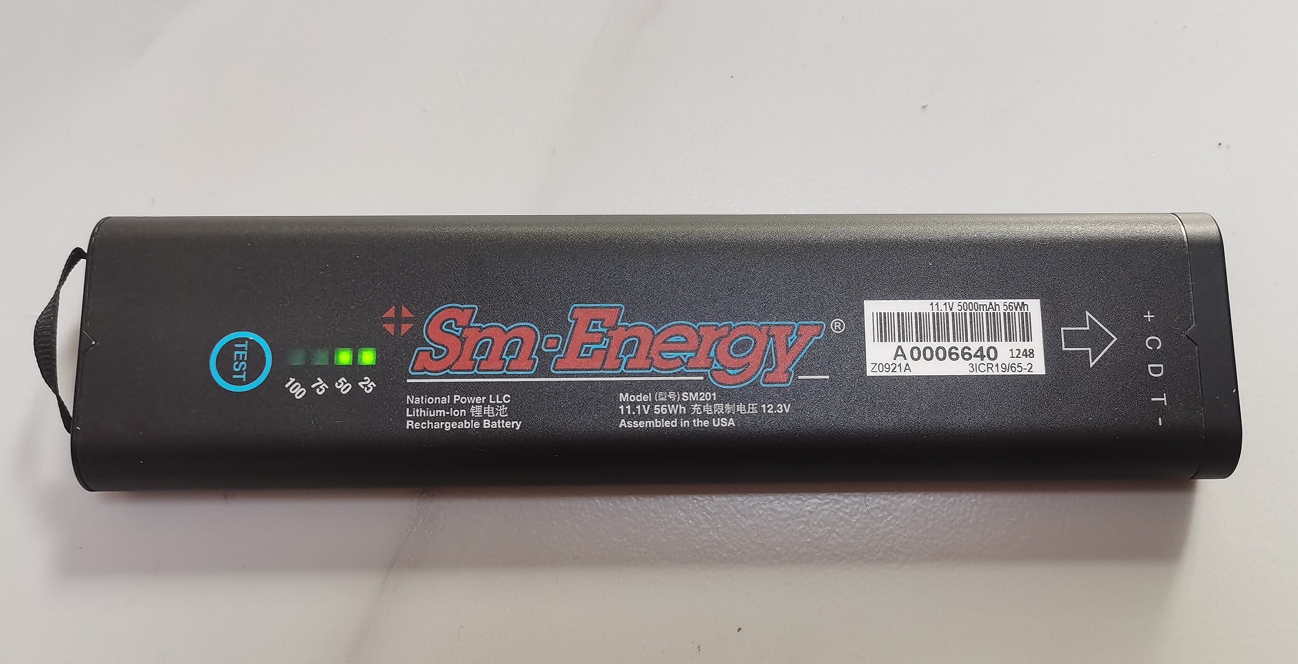 TEST
100 75 50 25
Sm·Energy®
National Power LLC
Lithium-Ion 锂电池
Rechargeable Battery
Model (型号) SM201
11.1V 56Wh 充电限制电压 12.3V
Assembled in the USA
11.1V 5000mAh 56Wh
A0006640 1248
Z0921A 3ICR19/65-2
+ C D T -